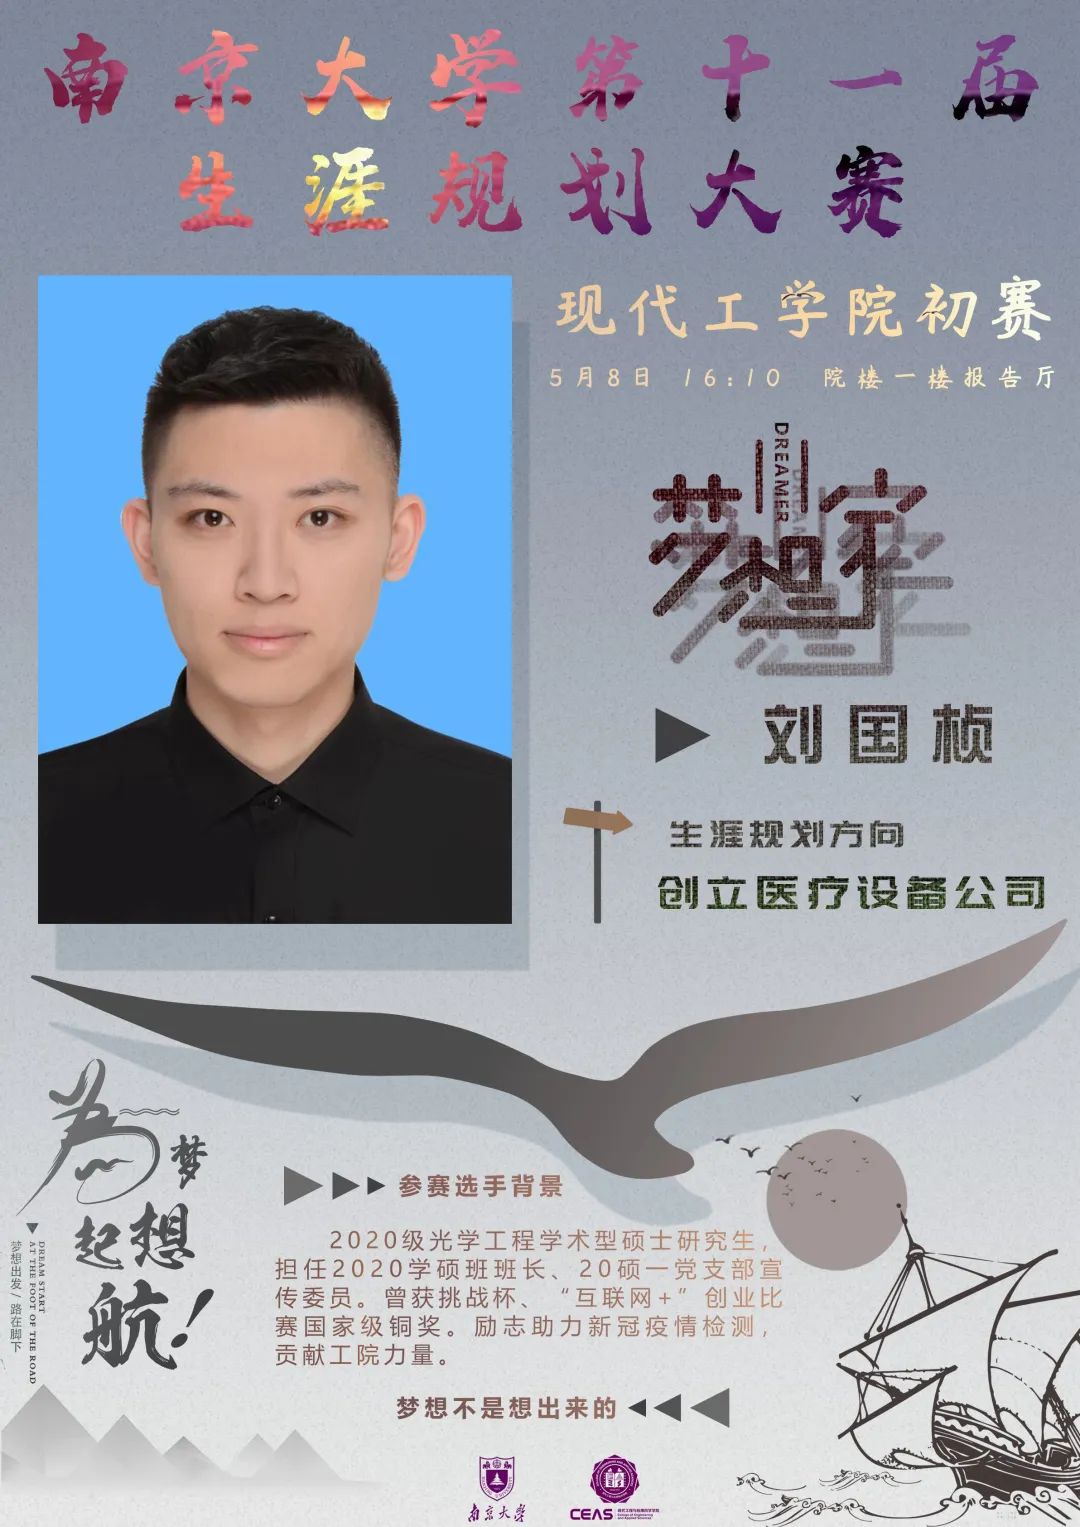 南京大学第十一届
生涯规划大赛
现代工学院初赛
5月8日 16:10 院楼一楼报告厅
DREAMER
梦想家
刘国桢
生涯规划方向
创立医疗设备公司
为梦
想
起
航!
DREAM START
AT THE FOOT OF THE ROAD
梦想出发/路在脚下
参赛选手背景
2020级光学工程学术型硕士研究生，
担任2020学硕班班长、20硕一党支部宣
传委员。曾获挑战杯、“互联网+”创业比
赛国家级铜奖。励志助力新冠疫情检测，
贡献工院力量。
梦想不是想出来的
南京大学
CEAS